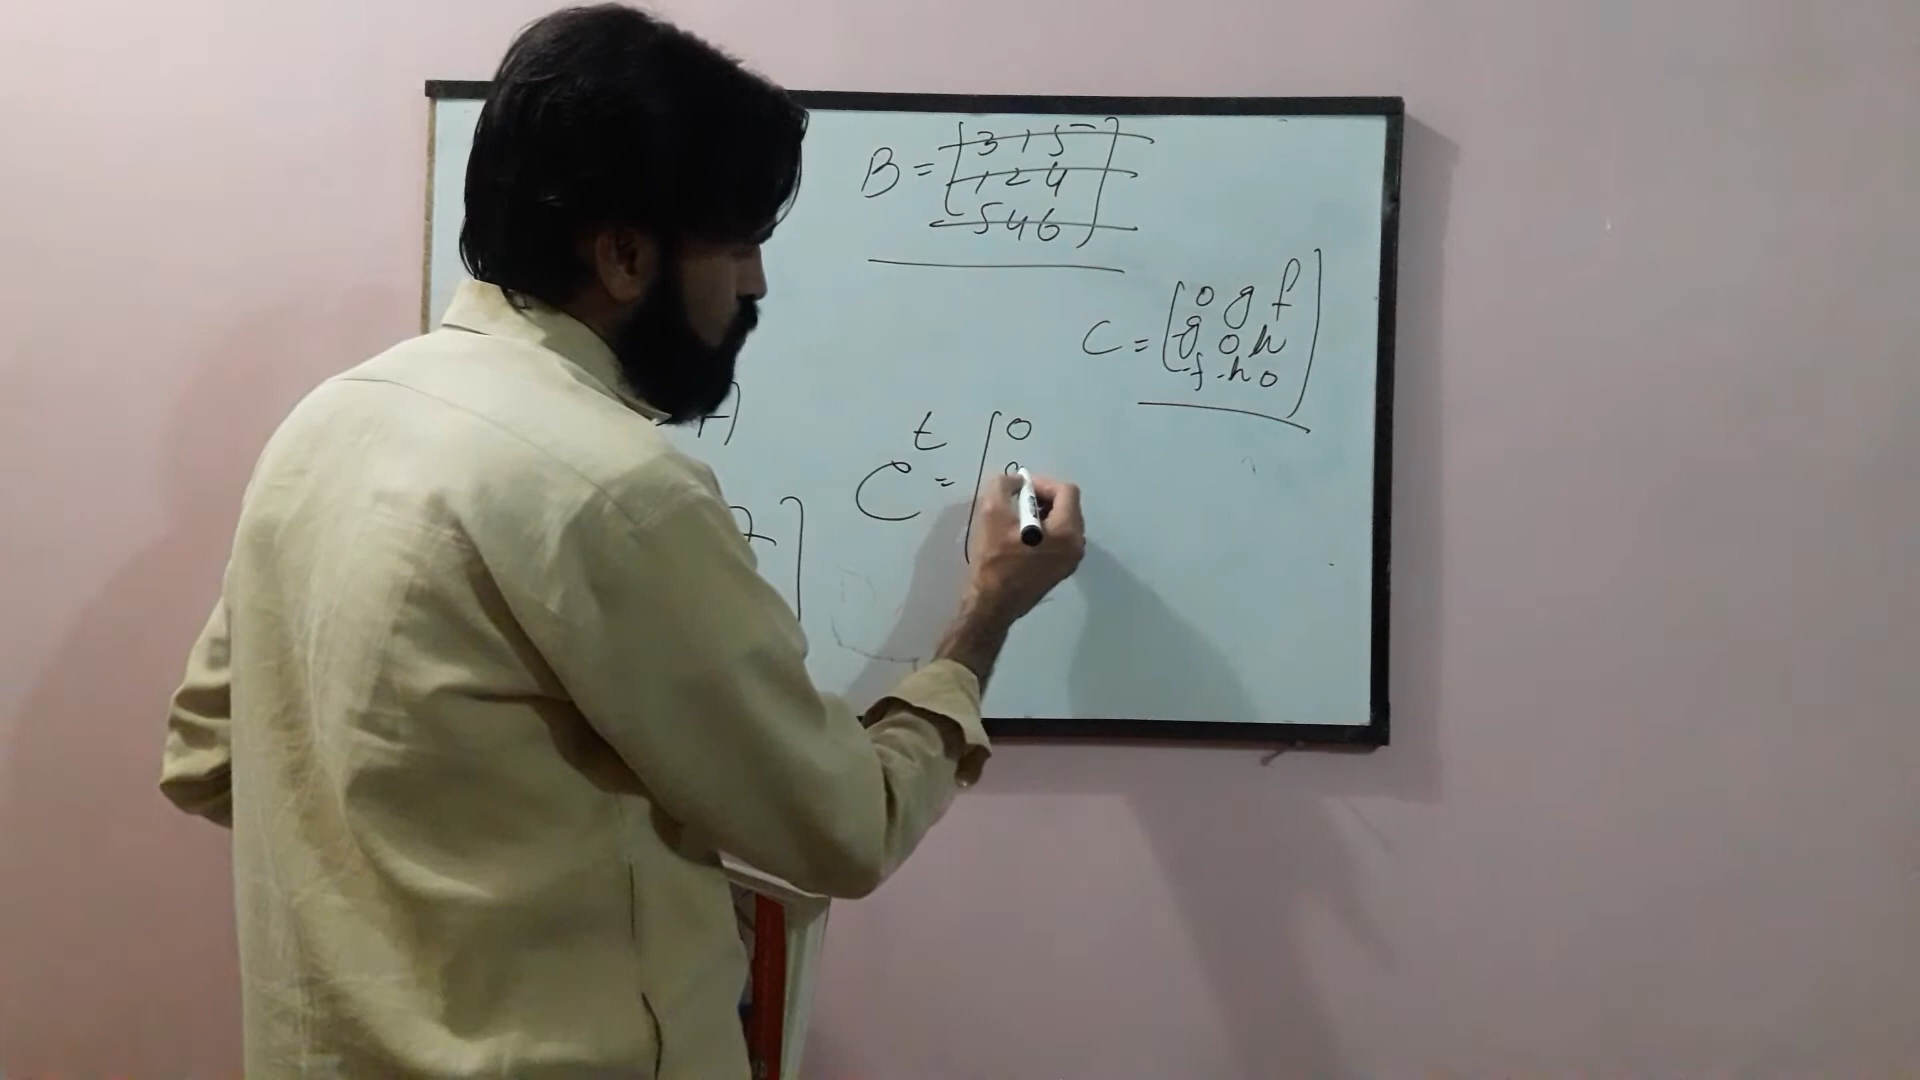 B = [3 1 5]
[1 2 4]
[5 4 6]
C = [0 g f]
[-g 0 h]
[-f -h 0]
C^t = [0